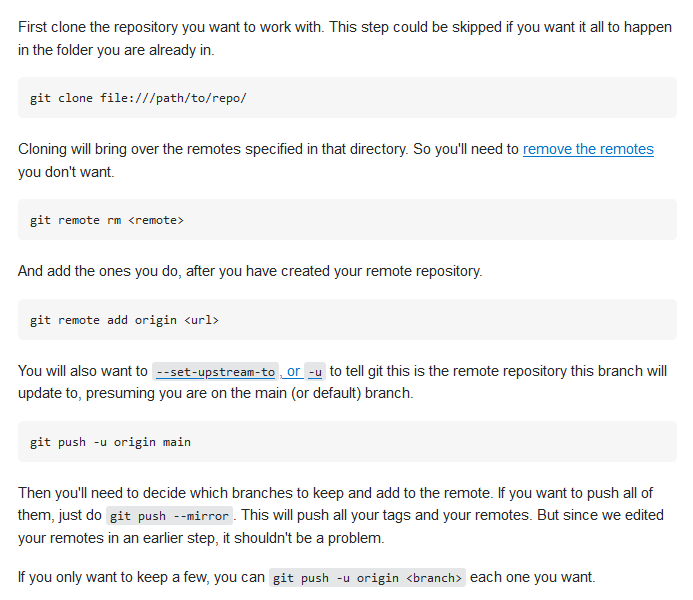 First clone the repository you want to work with. This step could be skipped if you want it all to happen
in the folder you are already in.
git clone file:///path/to/repo/
Cloning will bring over the remotes specified in that directory. So you'll need to remove the remotes
you don't want.
git remote rm <remote>
And add the ones you do, after you have created your remote repository.
git remote add origin <url>
You will also want to --set-upstream-to, or -u to tell git this is the remote repository this branch will
update to, presuming you are on the main (or default) branch.
git push -u origin main
Then you'll need to decide which branches to keep and add to the remote. If you want to push all of
them, just do git push --mirror. This will push all your tags and your remotes. But since we edited
your remotes in an earlier step, it shouldn't be a problem.
If you only want to keep a few, you can git push -u origin <branch> each one you want.